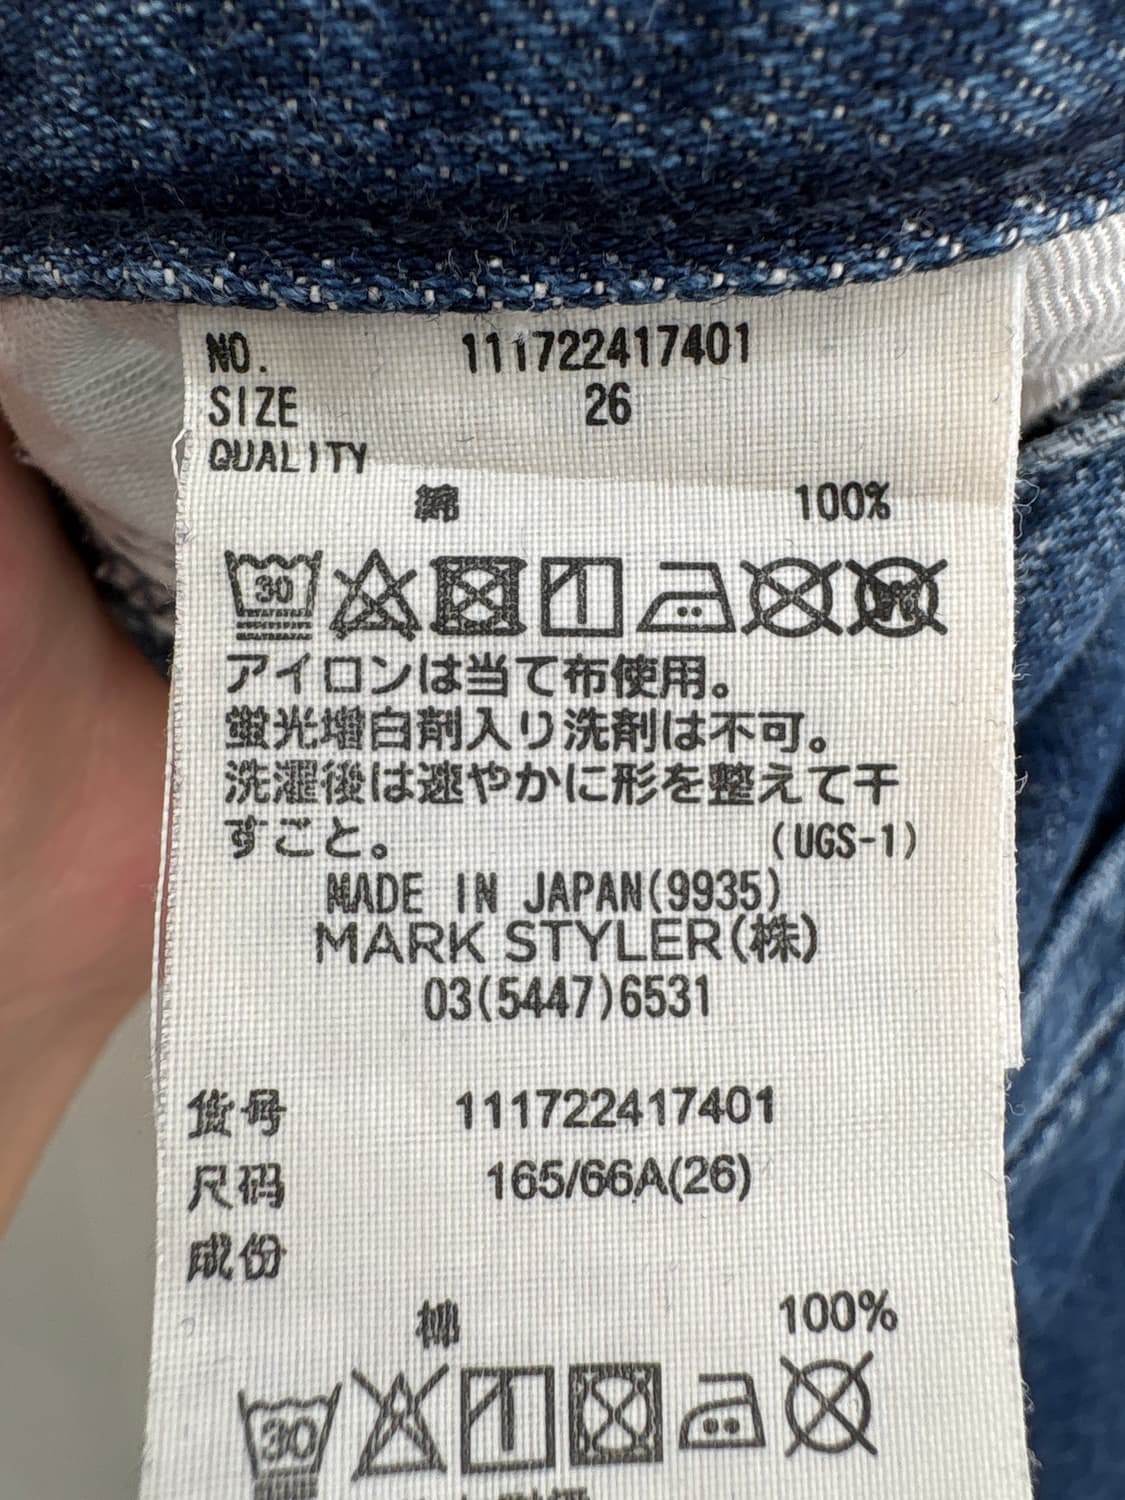 NO. 111722417401
SIZE 26
QUALITY
綿 100%
30
アイロンは当て布使用。
蛍光増白剤入り洗剤は不可。
洗濯後は速やかに形を整えて干
すごと。 (UGS-1)
MADE IN JAPAN(9935)
MARK STYLER(株)
03(5447)6531
货号 111722417401
尺码 165/66A(26)
成份
棉 100%
30